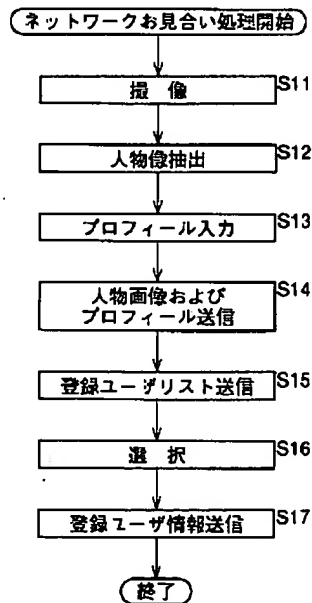 ネットワークお見合い処理開始
撮 像
S11
人物像抽出
S12
プロフィール入力
S13
人物画像および
プロフィール送信
S14
登録ユーザリスト送信
S15
選 択
S16
登録ユーザ情報送信
S17
終了